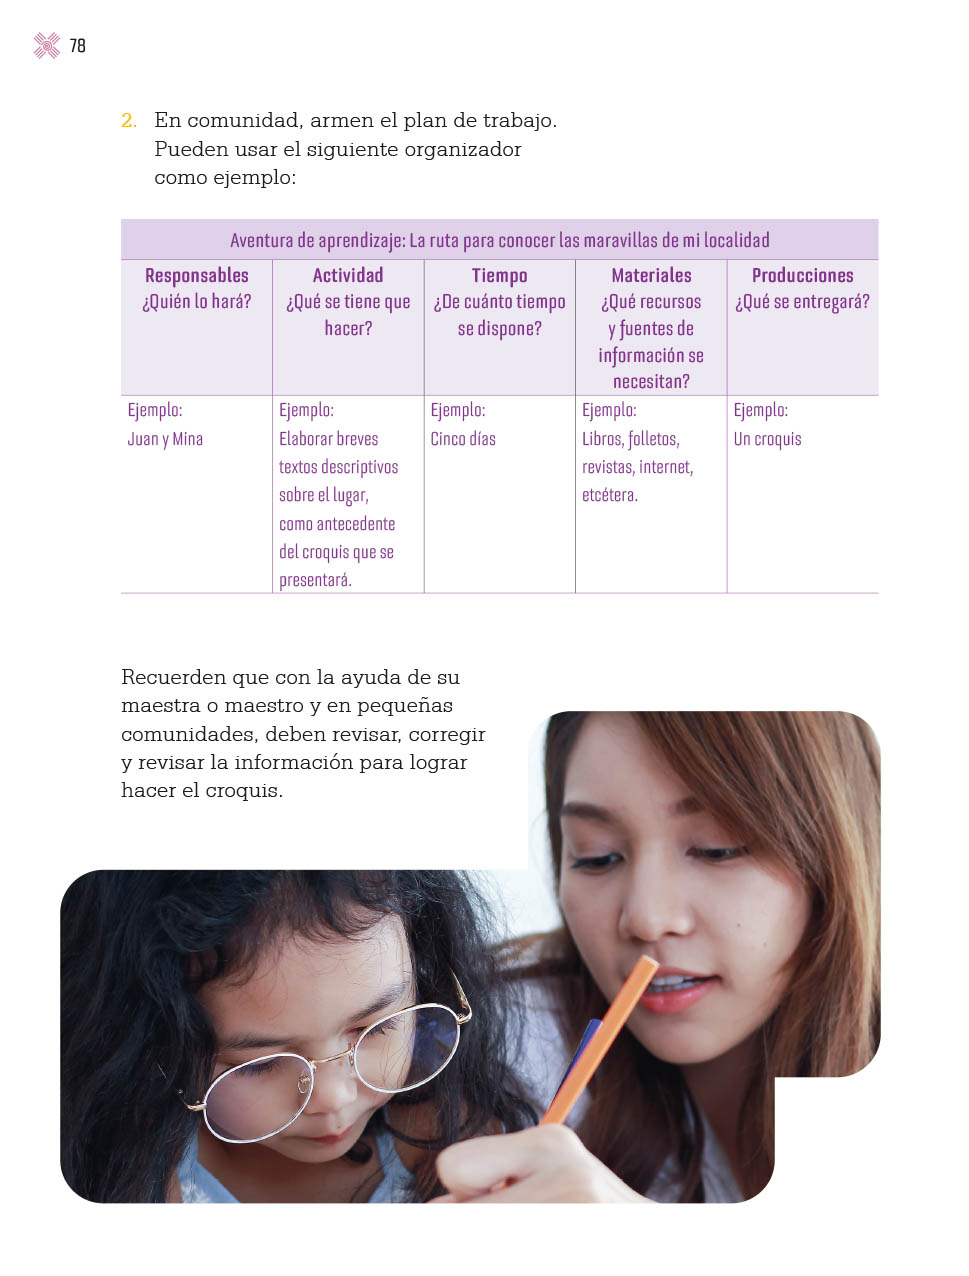 78
2. En comunidad, armen el plan de trabajo.
Pueden usar el siguiente organizador
como ejemplo:
Aventura de aprendizaje: La ruta para conocer las maravillas de mi localidad
Responsables
¿Quién lo hará?
Actividad
¿Qué se tiene que
hacer?
Tiempo
¿De cuánto tiempo
se dispone?
Materiales
¿Qué recursos
y fuentes de
información se
necesitan?
Producciones
¿Qué se entregará?
Ejemplo:
Juan y Mina
Ejemplo:
Elaborar breves
textos descriptivos
sobre el lugar,
como antecedente
del croquis que se
presentará.
Ejemplo:
Cinco días
Ejemplo:
Libros, folletos,
revistas, internet,
etcétera.
Ejemplo:
Un croquis
Recuerden que con la ayuda de su
maestra o maestro y en pequeñas
comunidades, deben revisar, corregir
y revisar la información para lograr
hacer el croquis.